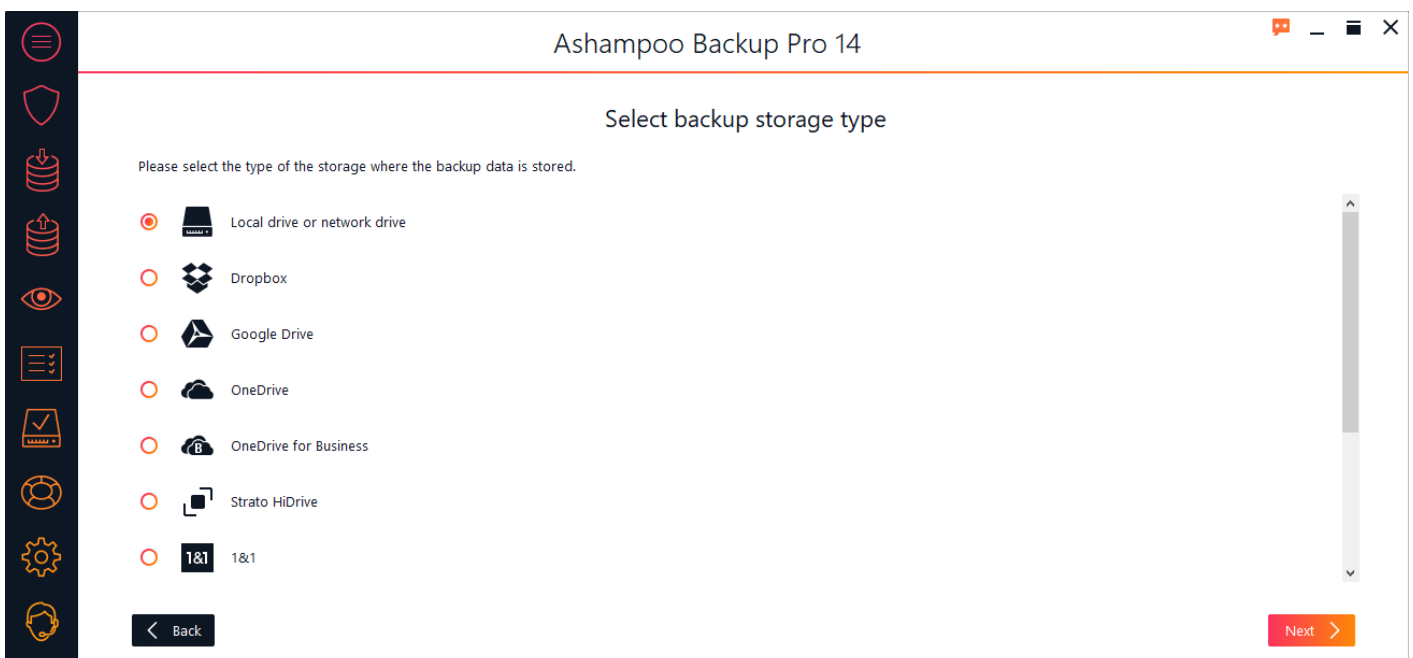 Ashampoo Backup Pro 14
Select backup storage type
Please select the type of the storage where the backup data is stored.
Local drive or network drive
Dropbox
Google Drive
OneDrive
B
OneDrive for Business
Strato HiDrive
1&1 1&1
Back
Next